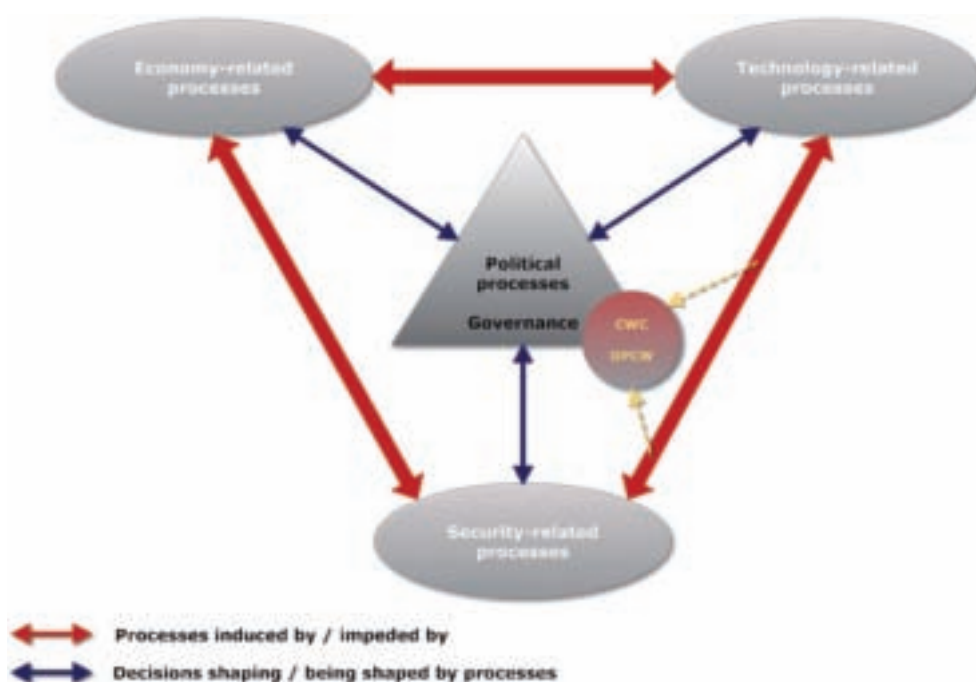 Economy-related
processes
Technology-related
processes
Political
processes
Governance
CWC
OPCW
Security-related
processes
Processes induced by / impeded by
Decisions shaping / being shaped by processes